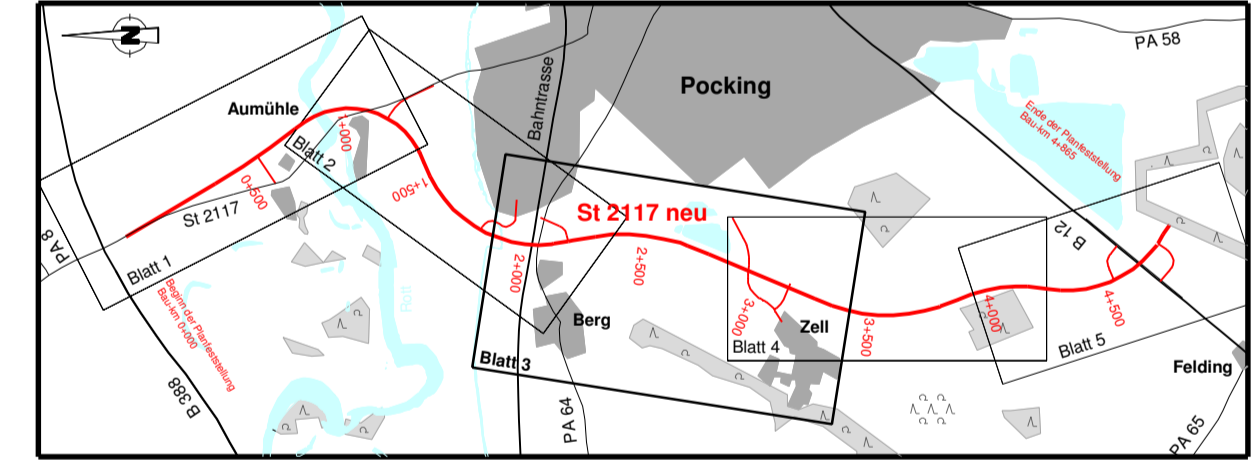 N
PA 58
Pocking
Bahntrasse
Aumühle
1+000
Blatt 2
Ende der Planfeststellung
Bau-km 4+865
0+500
1+500
St 2117
St 2117 neu
PA 8
Blatt 1
B 12
2+000
2+500
Beginn der Planfeststellung
Bau-km 0+000
Rott
Berg
3+000
Zell
3+500
4+000
4+500
Blatt 4
Blatt 5
Blatt 3
Felding
B 388
PA 64
PA 65